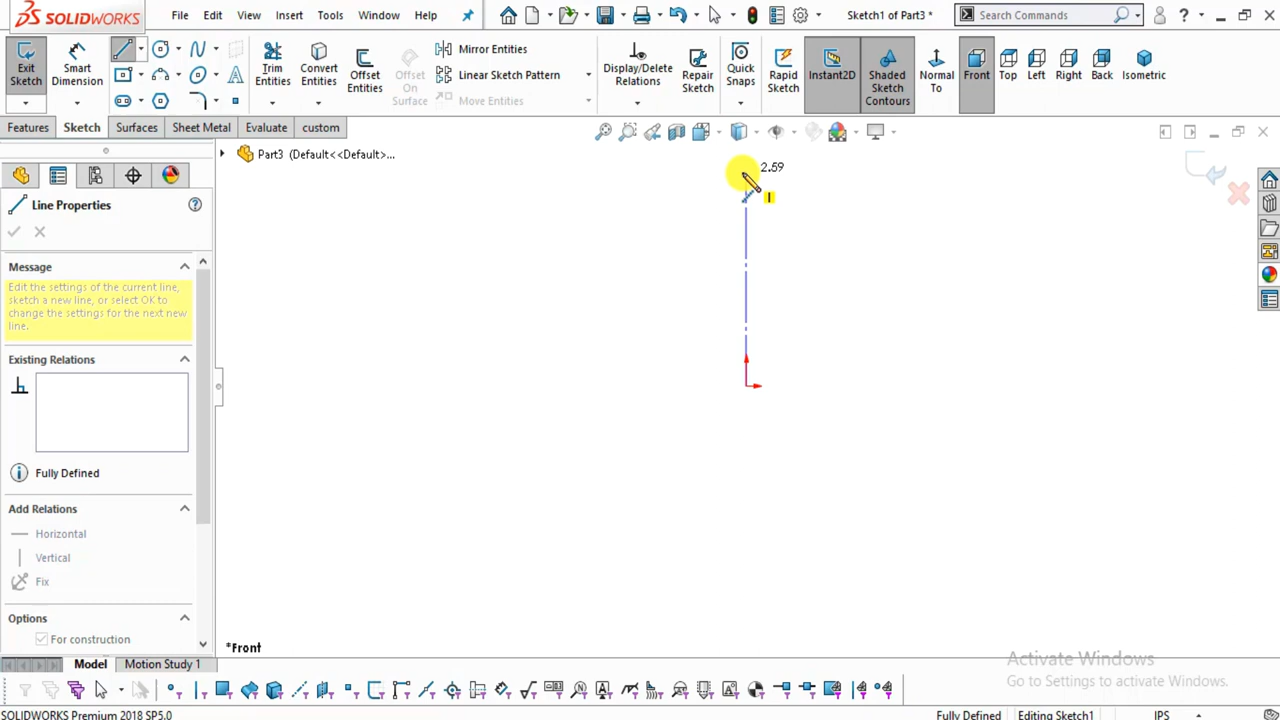 SOLIDWORKS File Edit View Insert Tools Window Help Sketch1 of Part3 * Search Commands ?
Exit Sketch
Smart Dimension
Trim Entities
Convert Entities
Offset Entities
Offset On Surface
Mirror Entities
Linear Sketch Pattern
Move Entities
Display/Delete Relations
Repair Sketch
Quick Snaps
Rapid Sketch
Instant2D
Shaded Sketch Contours
Normal To
Front
Top
Left
Right
Back
Isometric
Features Sketch Surfaces Sheet Metal Evaluate custom
Part3 (Default<<Default>...
2.59
Line Properties
Message
Edit the settings of the current line,
sketch a new line, or select OK to
change the settings for the next new
line.
Existing Relations
Fully Defined
Add Relations
Horizontal
Vertical
Fix
Options
For construction
*Front
Model Motion Study 1
Activate Windows
Go to Settings to activate Windows.
SOLIDWORKS Premium 2018 SP5.0 Fully Defined Editing Sketch1 IPS